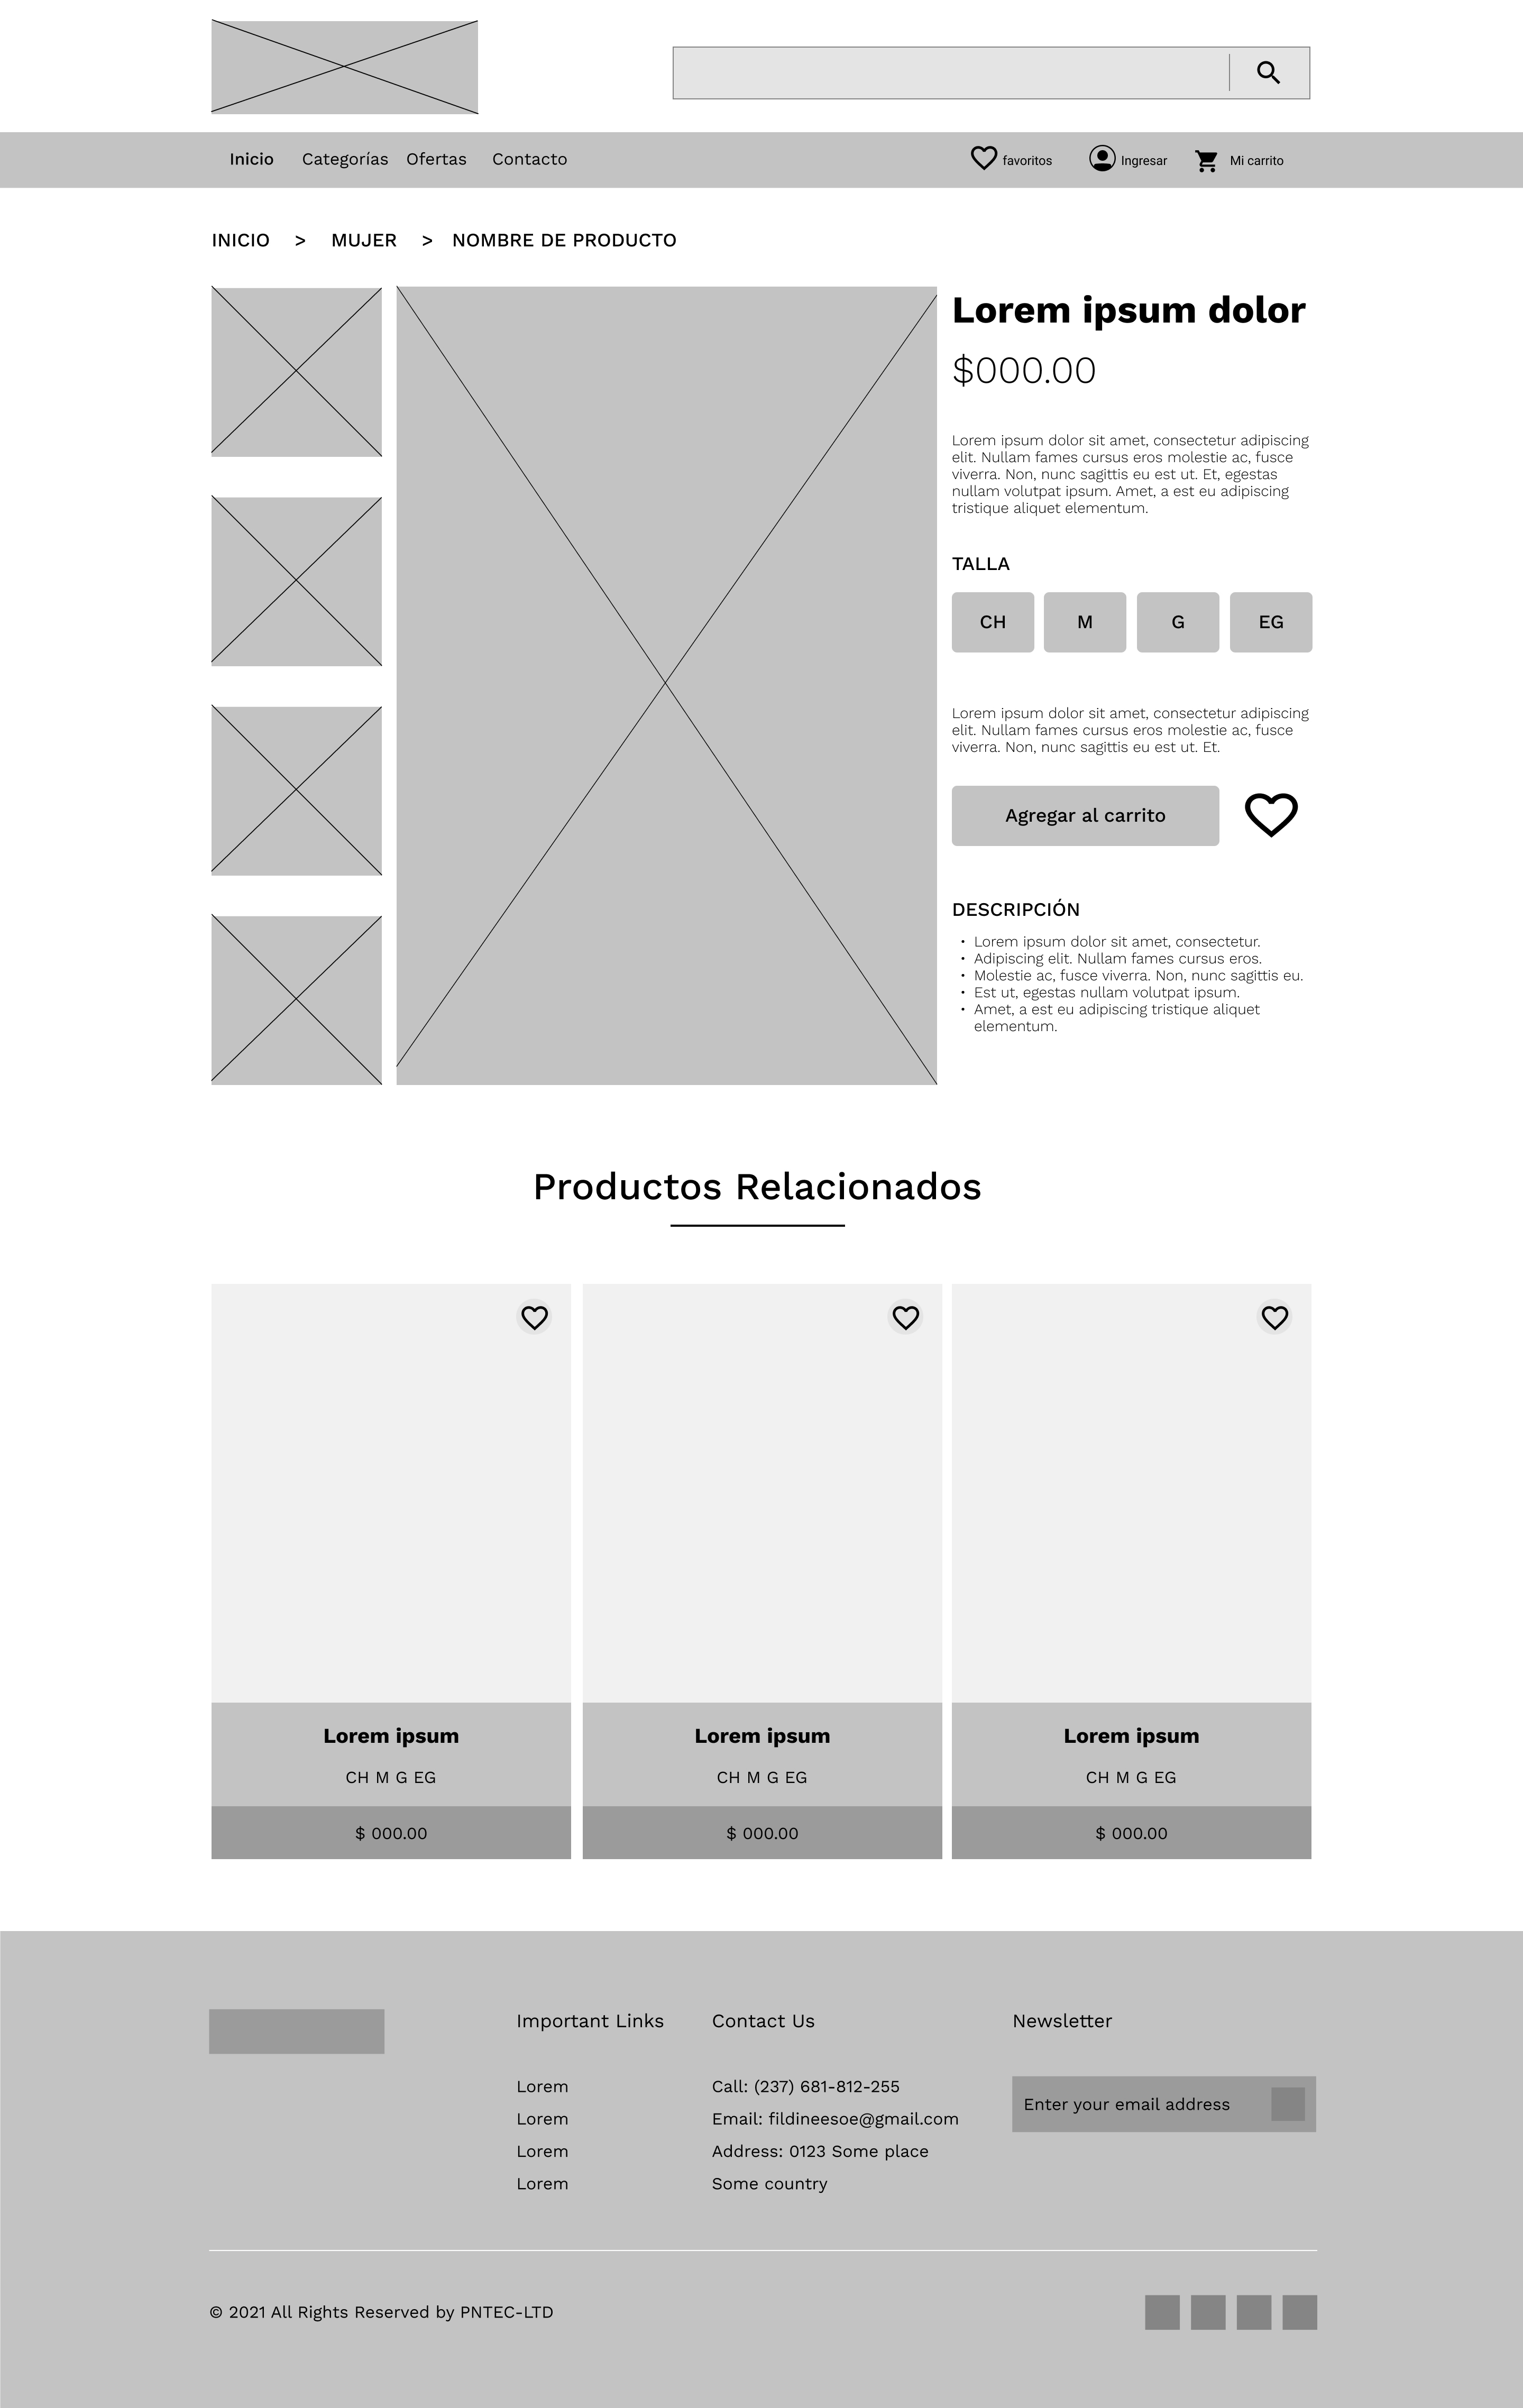 Inicio Categorías Ofertas Contacto favoritos Ingresar Mi carrito
INICIO > MUJER > NOMBRE DE PRODUCTO
Lorem ipsum dolor
$000.00
Lorem ipsum dolor sit amet, consectetur adipiscing
elit. Nullam fames cursus eros molestie ac, fusce
viverra. Non, nunc sagittis eu est ut. Et, egestas
nullam volutpat ipsum. Amet, a est eu adipiscing
tristique aliquet elementum.
TALLA
CH M G EG
Lorem ipsum dolor sit amet, consectetur adipiscing
elit. Nullam fames cursus eros molestie ac, fusce
viverra. Non, nunc sagittis eu est ut. Et.
Agregar al carrito
DESCRIPCIÓN
• Lorem ipsum dolor sit amet, consectetur.
• Adipiscing elit. Nullam fames cursus eros.
• Molestie ac, fusce viverra. Non, nunc sagittis eu.
• Est ut, egestas nullam volutpat ipsum.
• Amet, a est eu adipiscing tristique aliquet
elementum.
Productos Relacionados
Lorem ipsum
CH M G EG
$ 000.00
Lorem ipsum
CH M G EG
$ 000.00
Lorem ipsum
CH M G EG
$ 000.00
Important Links
Lorem
Lorem
Lorem
Lorem
Contact Us
Call: (237) 681-812-255
Email: fildineesoe@gmail.com
Address: 0123 Some place
Some country
Newsletter
Enter your email address
© 2021 All Rights Reserved by PNTEC-LTD